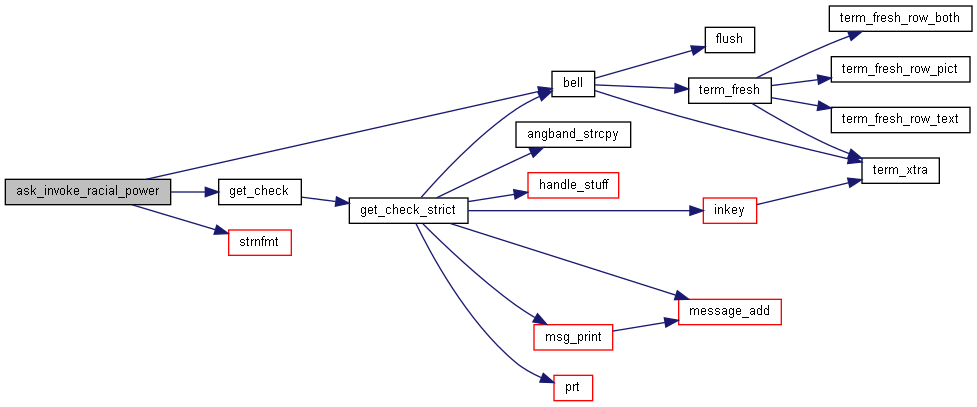 ask_invoke_racial_power
get_check
strnfmt
get_check_strict
bell
angband_strcpy
handle_stuff
inkey
message_add
msg_print
prt
flush
term_fresh
term_fresh_row_both
term_fresh_row_pict
term_fresh_row_text
term_xtra